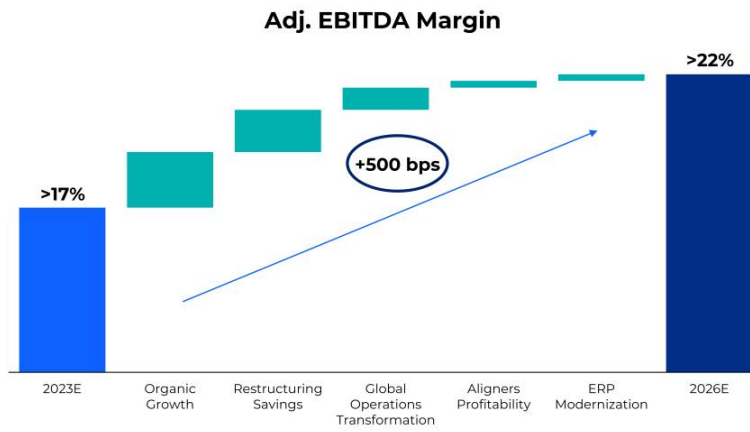 Adj. EBITDA Margin
>22%
+500 bps
>17%
2023E
Organic
Growth
Restructuring
Savings
Global
Operations
Transformation
Aligners
Profitability
ERP
Modernization
2026E